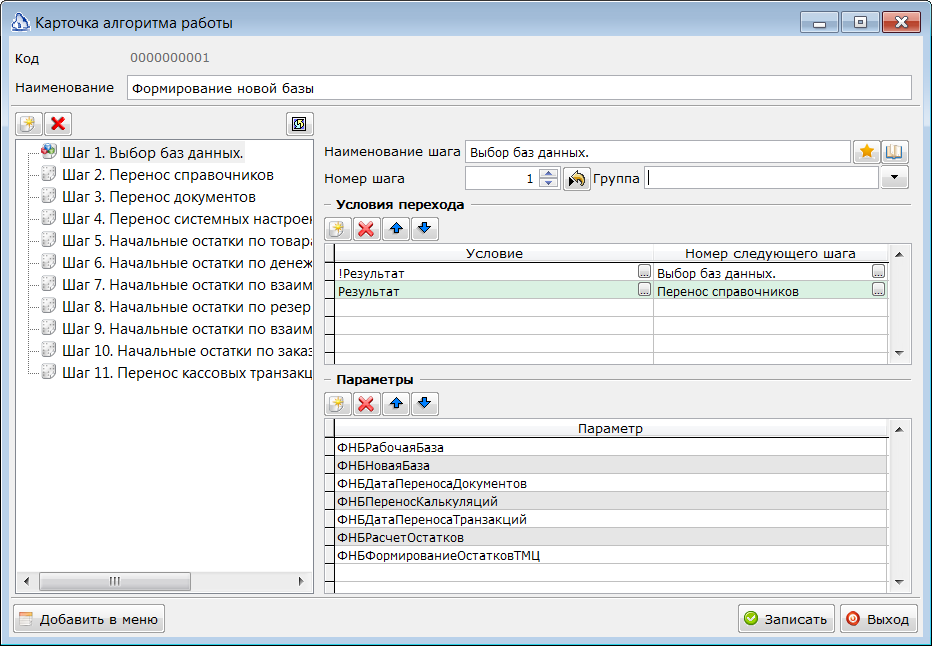 Карточка алгоритма работы
Код 0000000001
Наименование Формирование новой базы
Шаг 1. Выбор баз данных.
Шаг 2. Перенос справочников
Шаг 3. Перенос документов
Шаг 4. Перенос системных настроек
Шаг 5. Начальные остатки по товара
Шаг 6. Начальные остатки по денеж
Шаг 7. Начальные остатки по взаим
Шаг 8. Начальные остатки по резер
Шаг 9. Начальные остатки по взаим
Шаг 10. Начальные остатки по заказ
Шаг 11. Перенос кассовых транзакц
Наименование шага Выбор баз данных.
Номер шага 1 Группа
Условия перехода
Условие Номер следующего шага
!Результат ... Выбор баз данных. ...
Результат ... Перенос справочников ...
Параметры
Параметр
ФНБРабочаяБаза
ФНБНоваяБаза
ФНБДатаПереносаДокументов
ФНБПереносКалькуляций
ФНБДатаПереносаТранзакций
ФНБРасчетОстатков
ФНБФормированиеОстатковТМЦ
Добавить в меню Записать Выход